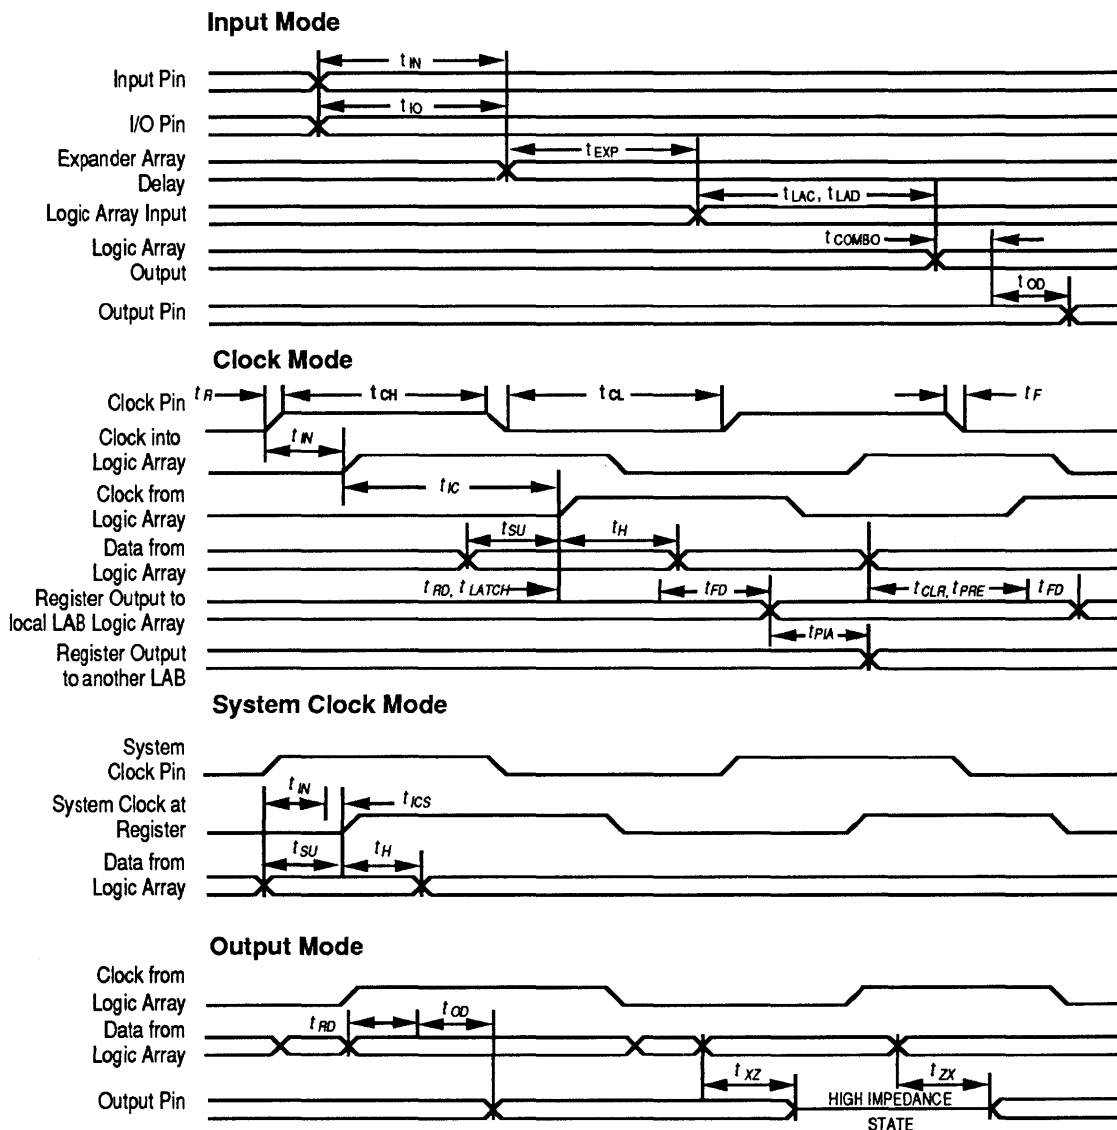 Input Mode
t IN
Input Pin
t IO
I/O Pin
t EXP
Expander Array
Delay
t LAC, t LAD
Logic Array Input
t COMBO
Logic Array
Output
t OD
Output Pin
Clock Mode
t R
t CH
t CL
t F
Clock Pin
t IN
Clock into
Logic Array
t IC
Clock from
Logic Array
t SU
t H
Data from
Logic Array
t RD, t LATCH
t FD
t CLR, t PRE
t FD
Register Output to
local LAB Logic Array
t PIA
Register Output
to another LAB
System Clock Mode
System
Clock Pin
t IN
t ICS
System Clock at
Register
t SU
t H
Data from
Logic Array
Output Mode
Clock from
Logic Array
t RD
t OD
Data from
Logic Array
t XZ
t ZX
Output Pin
HIGH IMPEDANCE
STATE